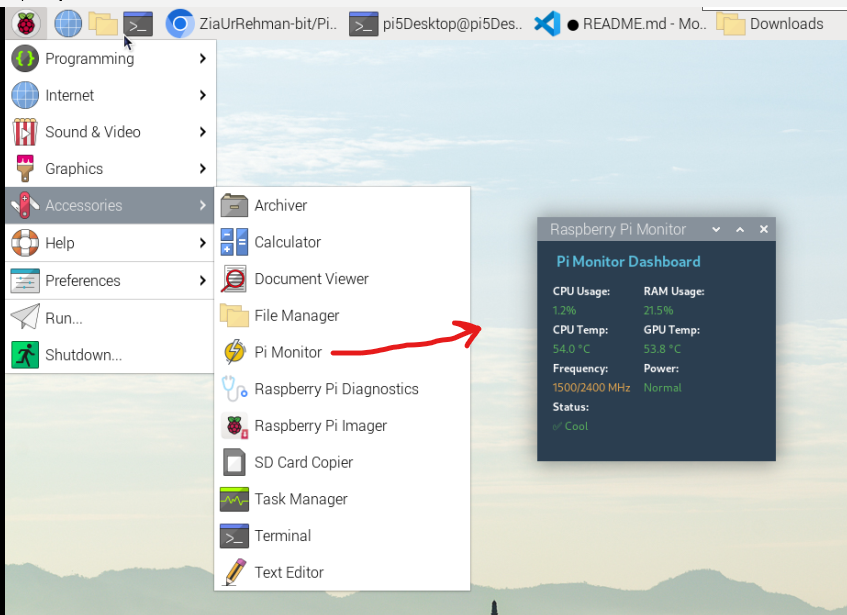 ZiaUrRehman-bit/Pi..
pi5Desktop@pi5Des..
README.md - Mo..
Downloads
Programming
Internet
Sound & Video
Graphics
Accessories
Help
Preferences
Run...
Shutdown...
Archiver
Calculator
Document Viewer
File Manager
Pi Monitor
Raspberry Pi Diagnostics
Raspberry Pi Imager
SD Card Copier
Task Manager
Terminal
Text Editor
Raspberry Pi Monitor
Pi Monitor Dashboard
CPU Usage: RAM Usage:
1.2% 21.5%
CPU Temp: GPU Temp:
54.0 °C 53.8 °C
Frequency: Power:
1500/2400 MHz Normal
Status:
✅ Cool